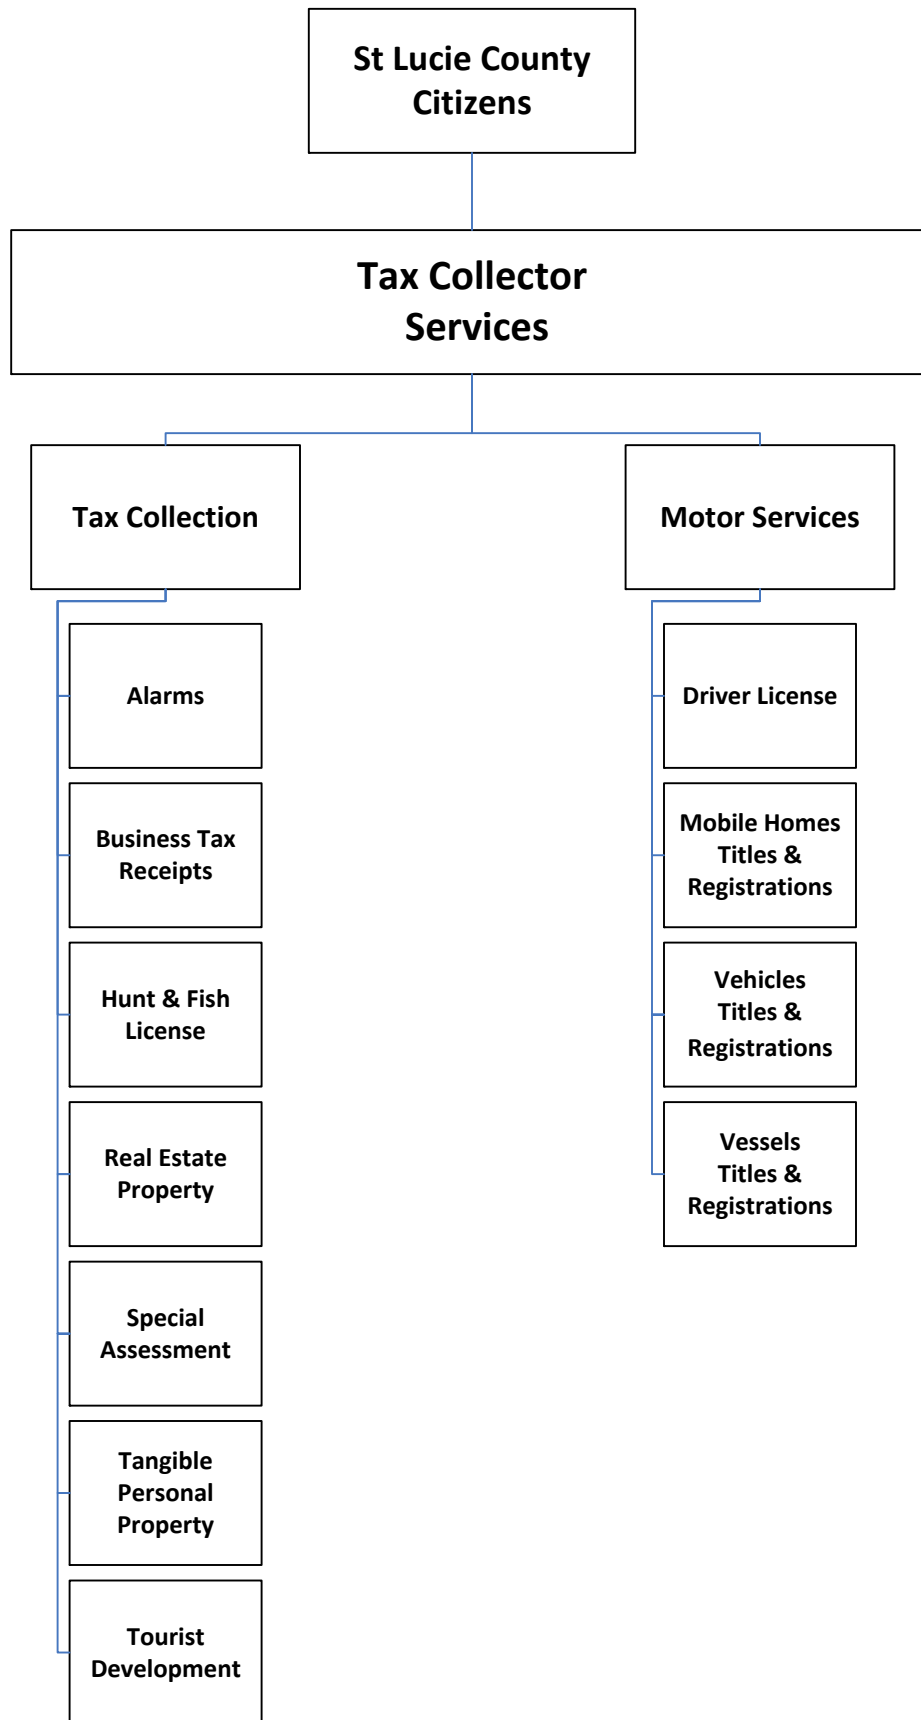 St Lucie County
Citizens
Tax Collector
Services
Tax Collection
Motor Services
Alarms
Business Tax
Receipts
Hunt & Fish
License
Real Estate
Property
Special
Assessment
Tangible
Personal
Property
Tourist
Development
Driver License
Mobile Homes
Titles &
Registrations
Vehicles
Titles &
Registrations
Vessels
Titles &
Registrations